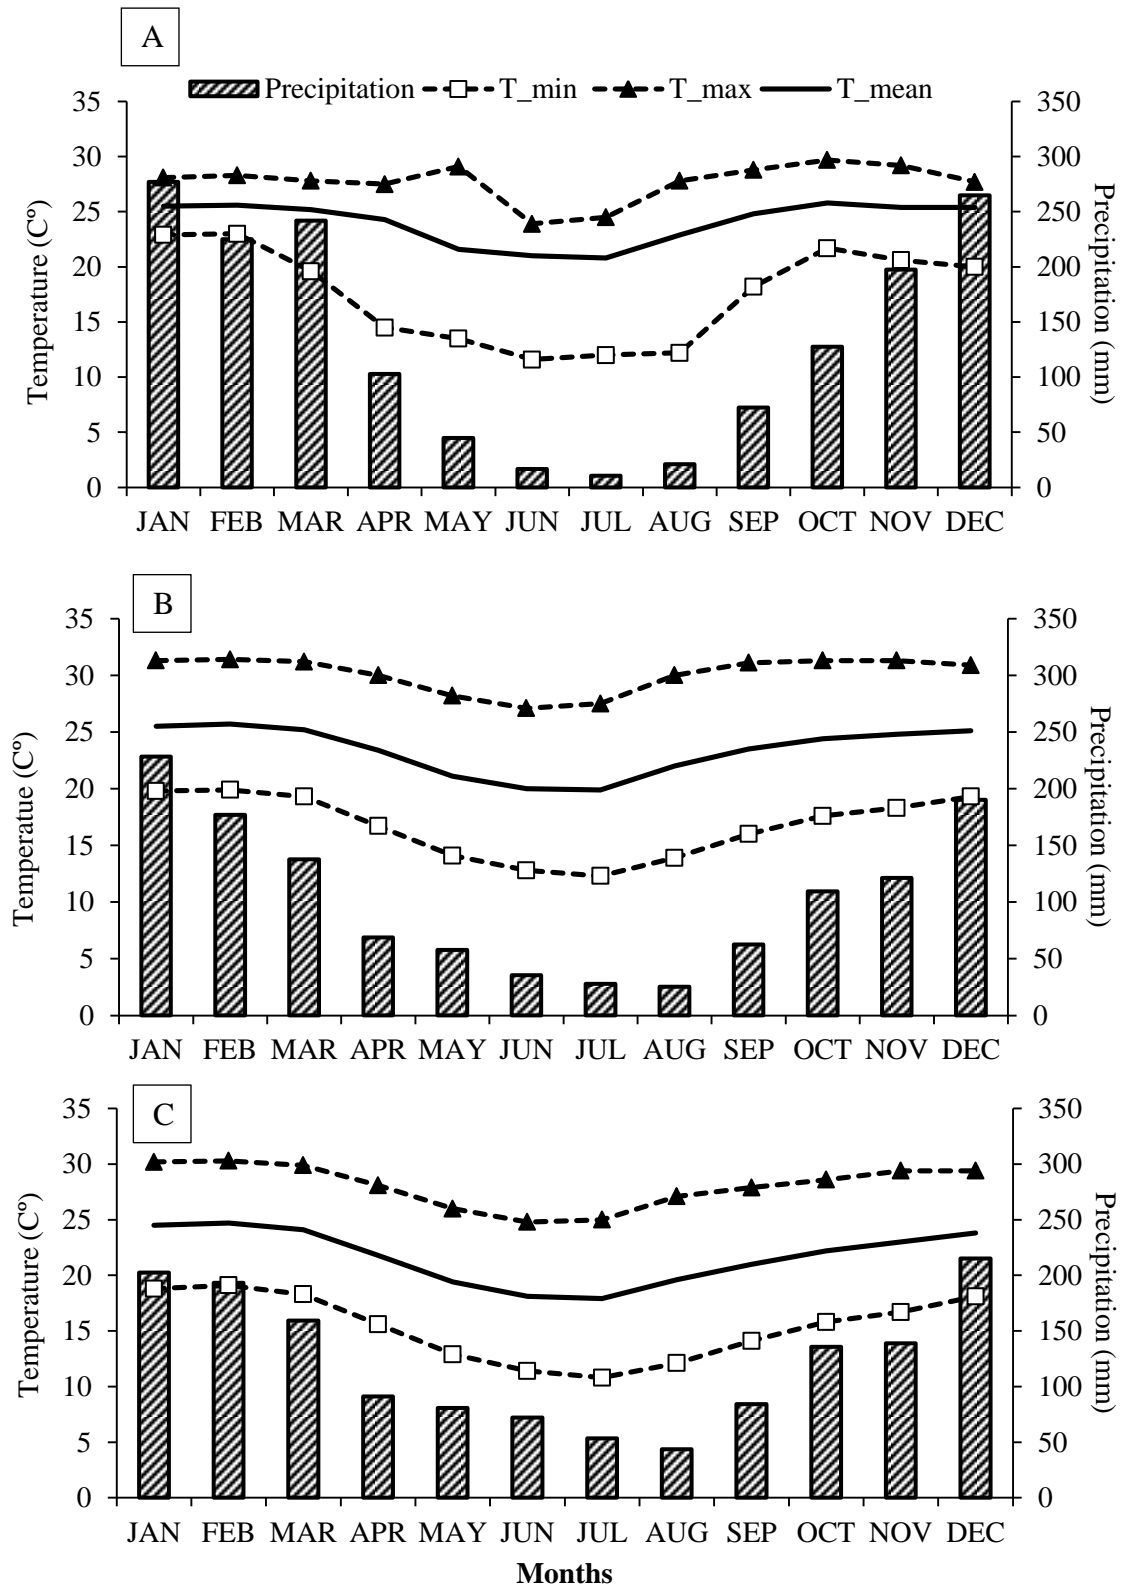 A
Precipitation T_min T_max T_mean
35 350
30 300
25 250
20 200
15 150
10 100
5 50
0 0
Temperature (Cº)
Precipitation (mm)
JAN FEB MAR APR MAY JUN JUL AUG SEP OCT NOV DEC
B
35 350
30 300
25 250
20 200
15 150
10 100
5 50
0 0
Temperatue (Cº)
Precipitation (mm)
JAN FEB MAR APR MAY JUN JUL AUG SEP OCT NOV DEC
C
35 350
30 300
25 250
20 200
15 150
10 100
5 50
0 0
Temperature (Cº)
Precipitation (mm)
JAN FEB MAR APR MAY JUN JUL AUG SEP OCT NOV DEC
Months